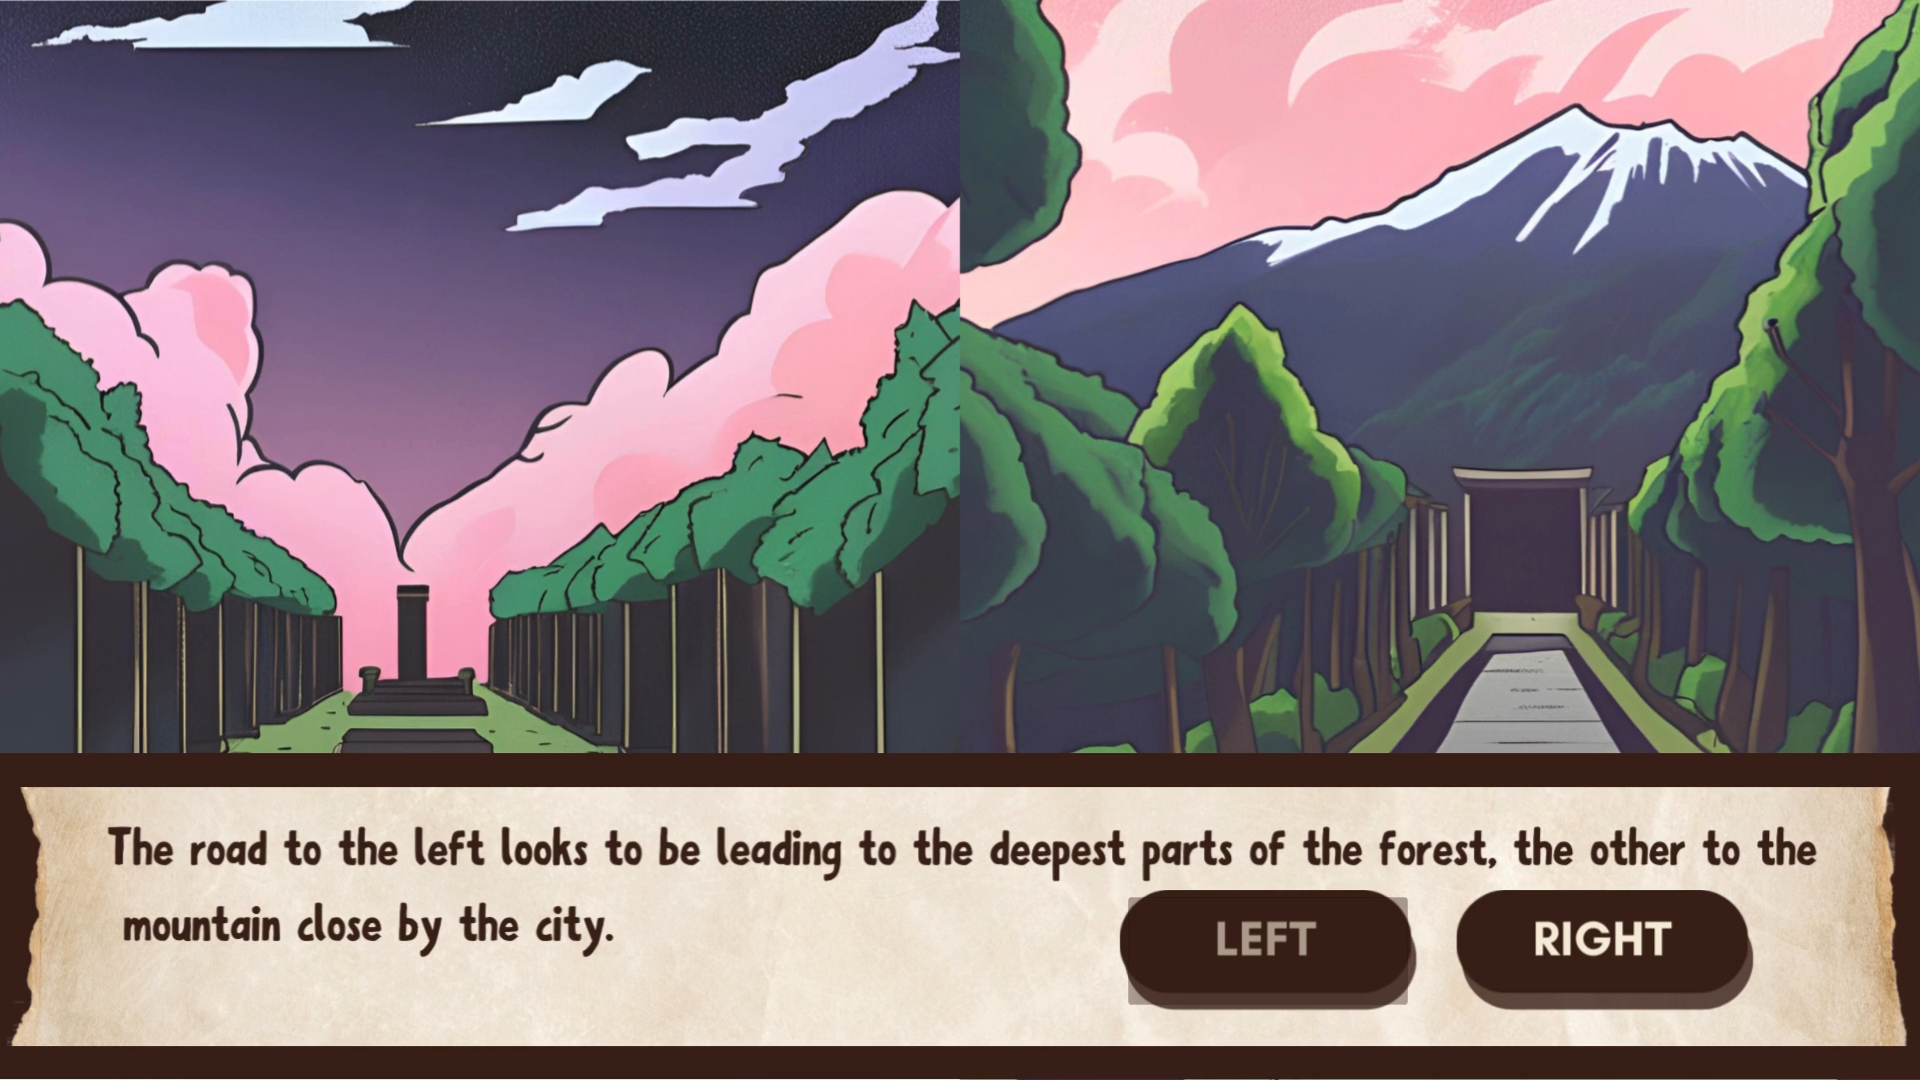 The road to the left looks to be leading to the deepest parts of the forest, the other to the
mountain close by the city.
LEFT
RIGHT